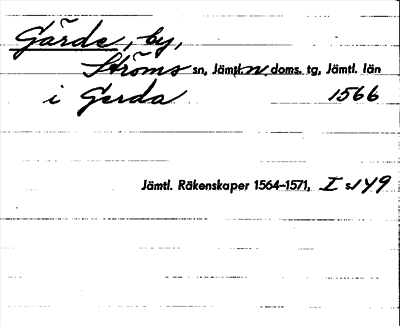 Gärde, by,
Ströms sn, Jämtl. n. doms. tg, Jämtl. län
i Gerda 1566
Jämtl. Räkenskaper 1564–1571, I s. 149